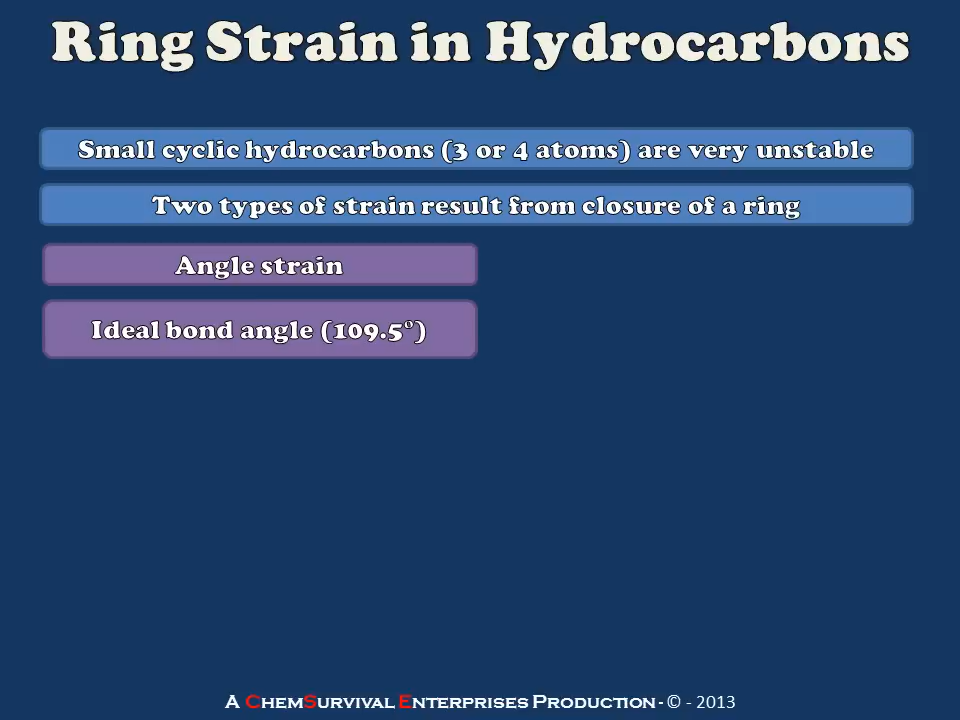 Ring Strain in Hydrocarbons
Small cyclic hydrocarbons (3 or 4 atoms) are very unstable
Two types of strain result from closure of a ring
Angle strain
Ideal bond angle (109.5°)
A ChemSurvival Enterprises Production - © - 2013